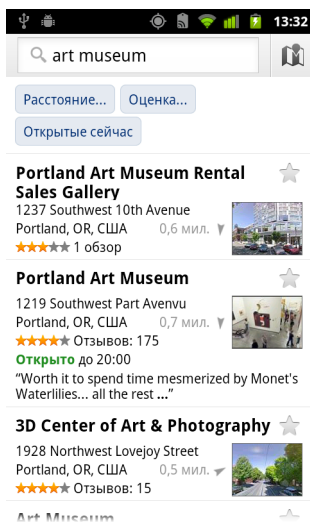 13:32
art museum
Расстояние... Оценка...
Открытые сейчас
Portland Art Museum Rental
Sales Gallery
1237 Southwest 10th Avenue
Portland, OR, США 0,6 мил.
1 обзор
Portland Art Museum
1219 Southwest Part Avenvu
Portland, OR, США 0,7 мил.
Отзывов: 175
Открыто до 20:00
“Worth it to spend time mesmerized by Monet's
Waterlilies... all the rest ...”
3D Center of Art & Photography
1928 Northwest Lovejoy Street
Portland, OR, США 0,5 мил.
Отзывов: 15
Art Museum